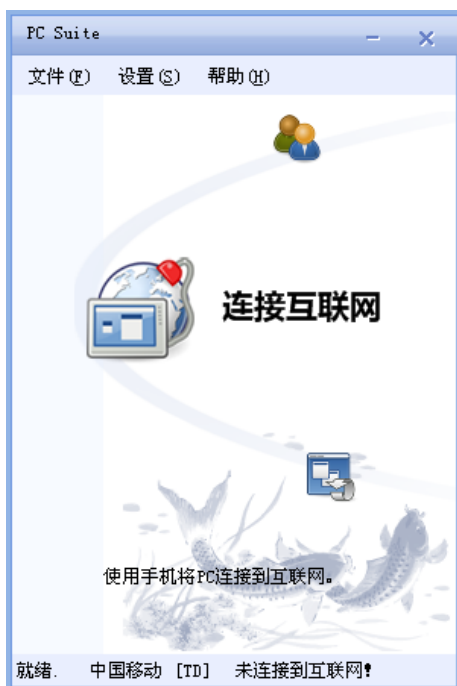 PC Suite
文件(F) 设置(S) 帮助(H)
连接互联网
使用手机将PC连接到互联网。
就绪. 中国移动 [TD] 未连接到互联网!